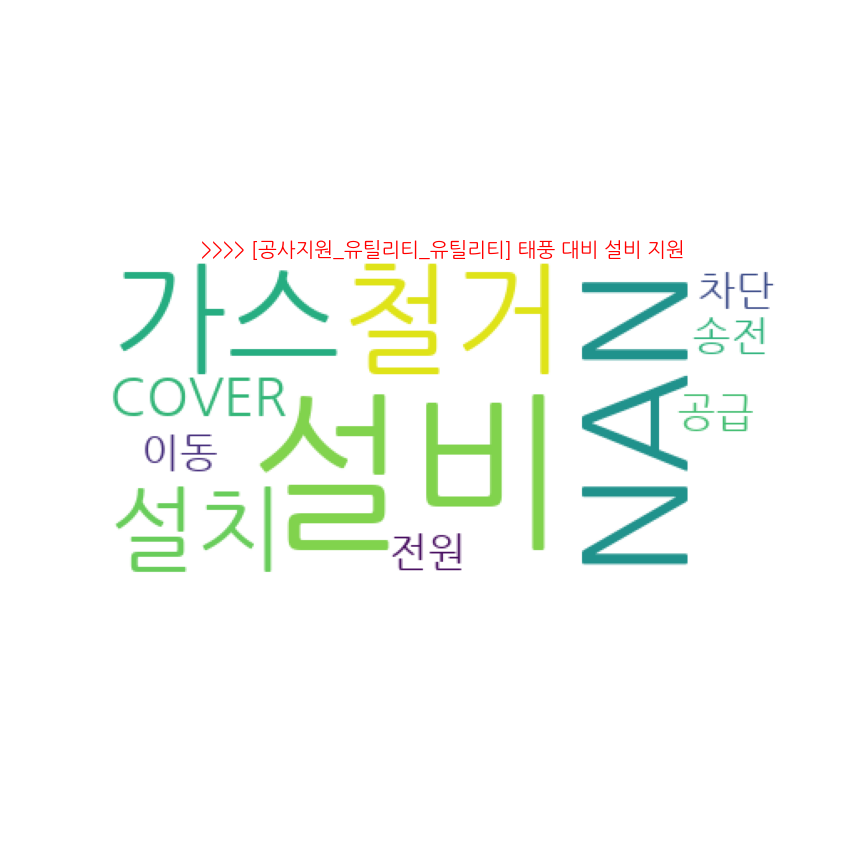 >>>> [공사지원_유틸리티_유틸리티] 태풍 대비 설비 지원
가스
철거
NAN
차단
송전
COVER
설비
공급
이동
설치
전원